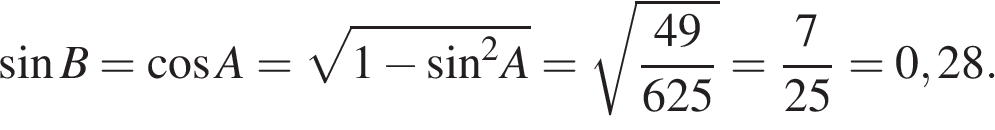 sin B = cos A = √(1 − sin²A) = √(49/625) = 7/25 = 0,28.